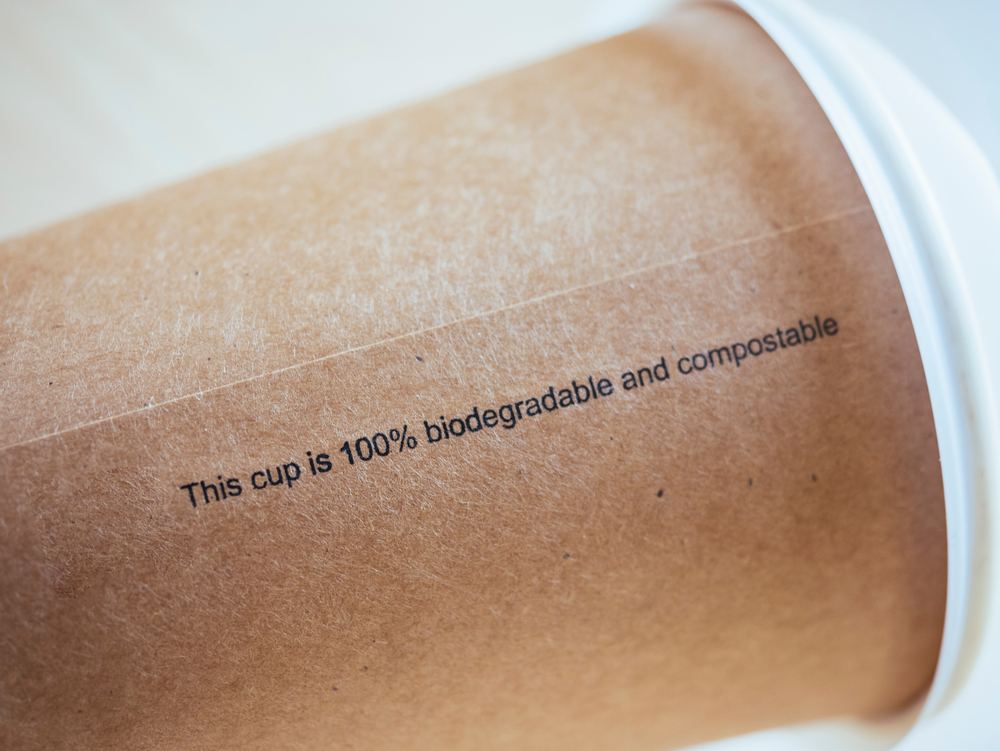 This cup is 100% biodegradable and compostable